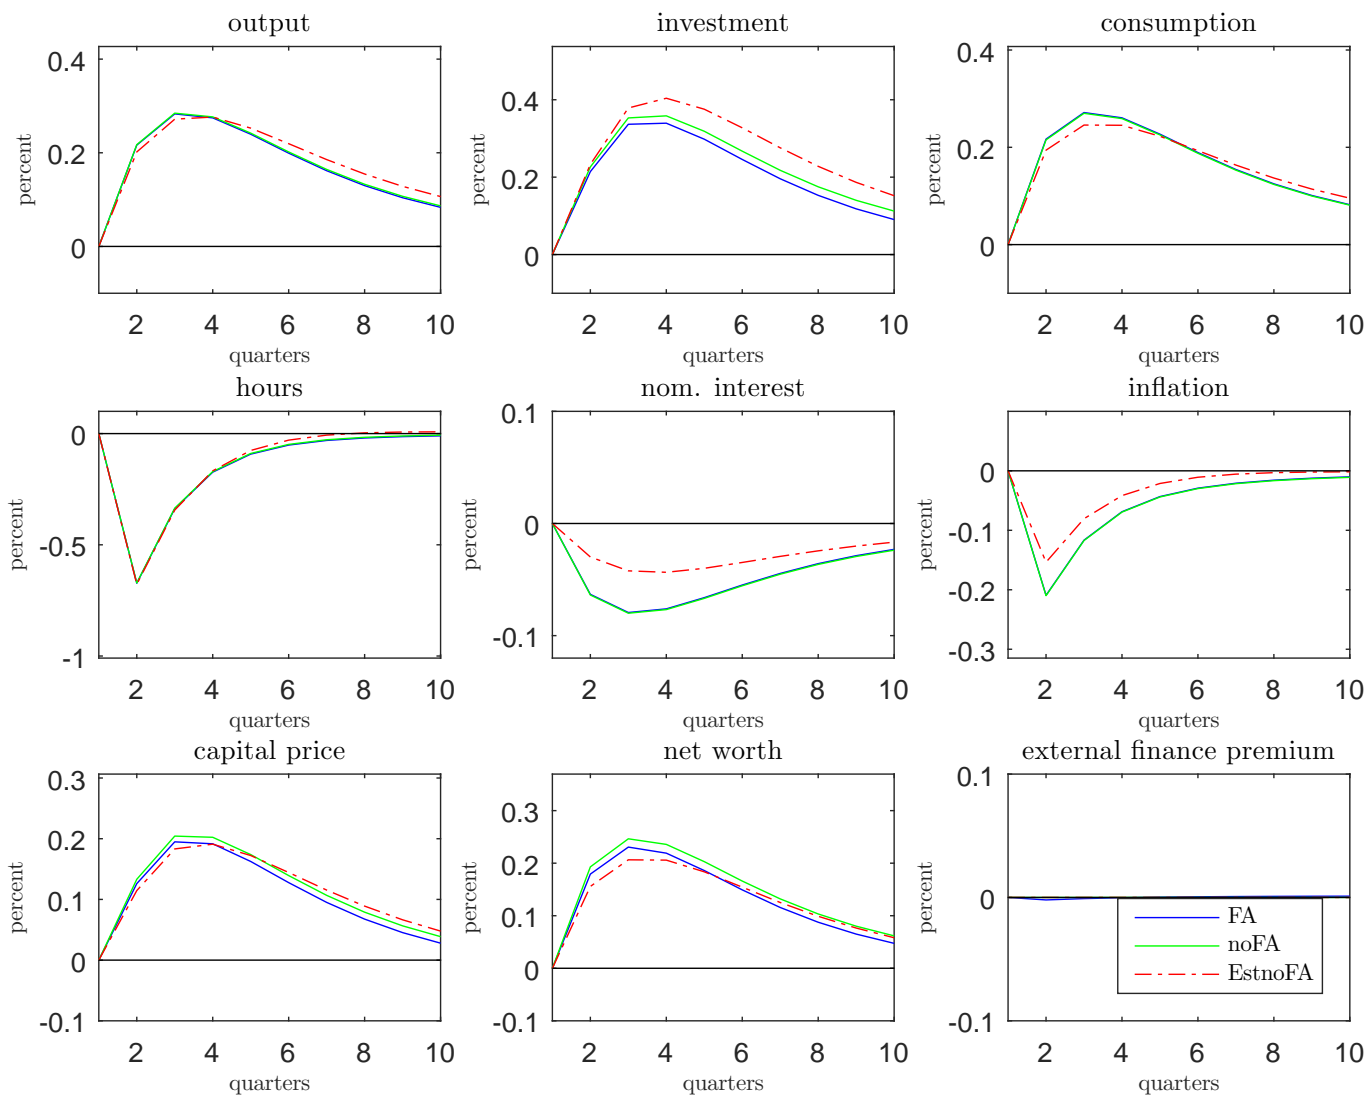 output
investment
consumption
0.4
0.2
0
percent
2 4 6 8 10
quarters
0.4
0.2
0
percent
2 4 6 8 10
quarters
0.4
0.2
0
percent
2 4 6 8 10
quarters
hours
nom. interest
inflation
0
-0.5
-1
percent
2 4 6 8 10
quarters
0.1
0
-0.1
percent
2 4 6 8 10
quarters
0
-0.1
-0.2
-0.3
percent
2 4 6 8 10
quarters
capital price
net worth
external finance premium
0.3
0.2
0.1
0
-0.1
percent
2 4 6 8 10
quarters
0.3
0.2
0.1
0
-0.1
percent
2 4 6 8 10
quarters
0.1
0
-0.1
percent
FA
noFA
EstnoFA
2 4 6 8 10
quarters